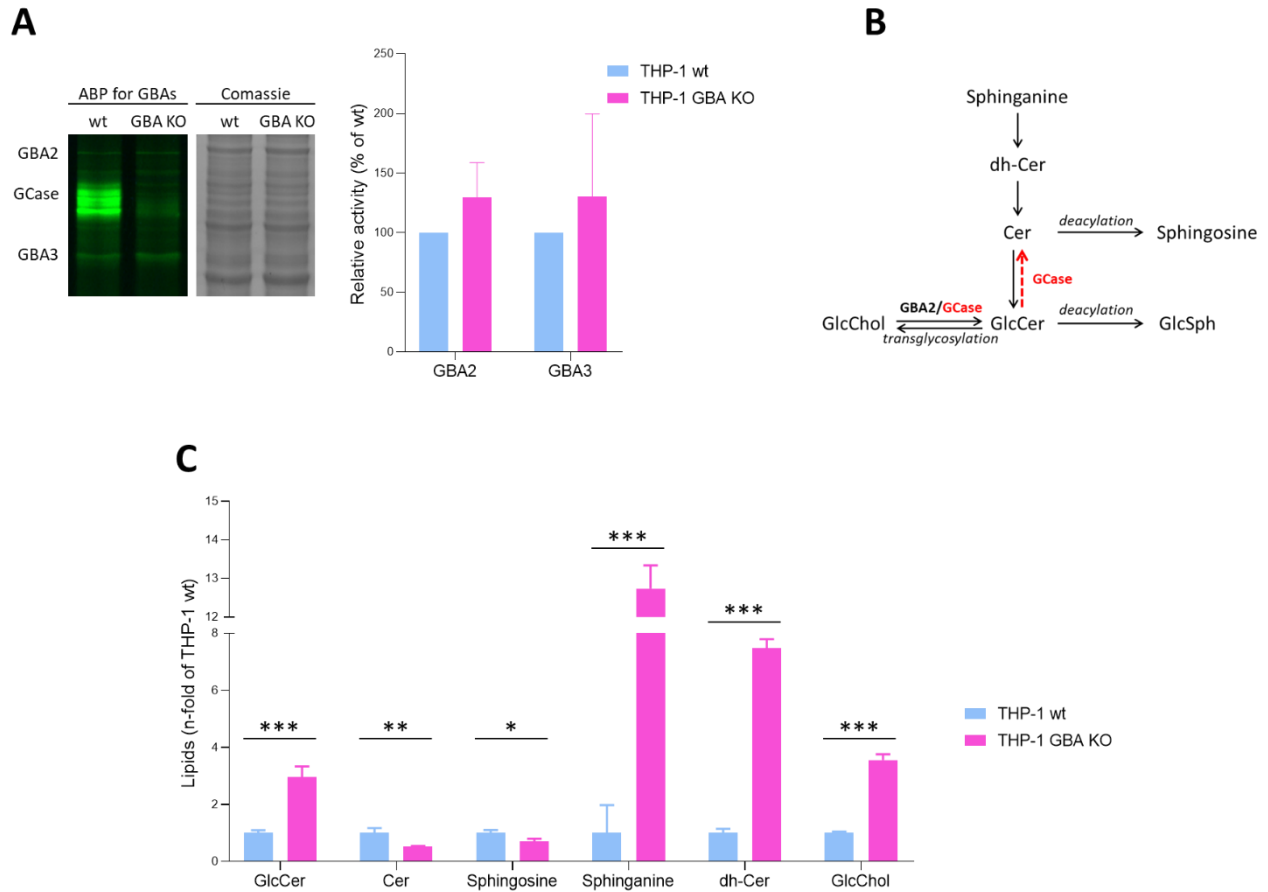 A
ABP for GBAs
Comassie
wt
GBA KO
wt
GBA KO
GBA2
GCase
GBA3
Relative activity (% of wt)
250
200
150
100
50
0
GBA2
GBA3
THP-1 wt
THP-1 GBA KO
B
Sphinganine
dh-Cer
Cer
deacylation
Sphingosine
GCase
GlcChol
GBA2/GCase
transglycosylation
GlcCer
deacylation
GlcSph
C
Lipids (n-fold of THP-1 wt)
15
14
13
12
8
6
4
2
0
***
**
*
***
***
***
GlcCer
Cer
Sphingosine
Sphinganine
dh-Cer
GlcChol
THP-1 wt
THP-1 GBA KO